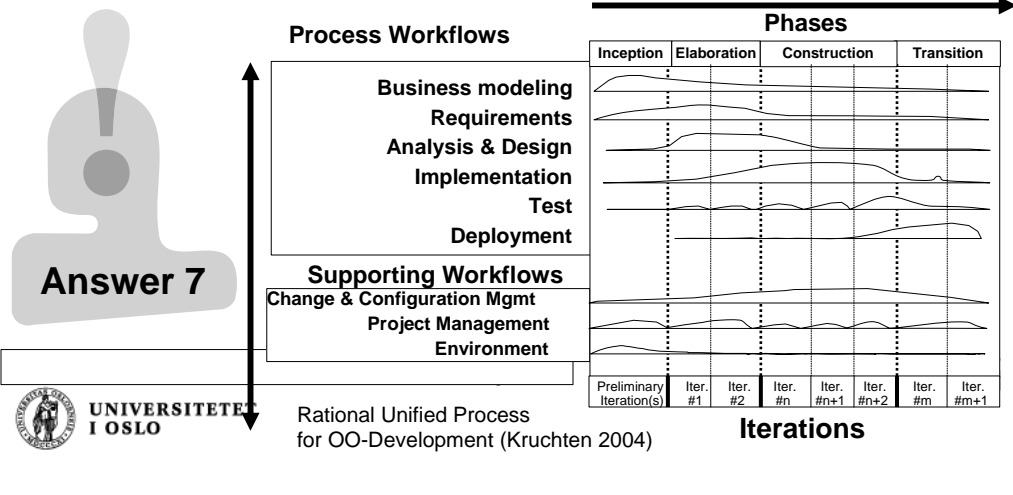 Phases
Process Workflows
Inception Elaboration Construction Transition
Business modeling
Requirements
Analysis & Design
Implementation
Test
Deployment
Answer 7
Supporting Workflows
Change & Configuration Mgmt
Project Management
Environment
Preliminary Iteration(s)
Iter. #1
Iter. #2
Iter. #n
Iter. #n+1
Iter. #n+2
Iter. #m
Iter. #m+1
Iterations
UNIVERSITETET
I OSLO
Rational Unified Process
for OO-Development (Kruchten 2004)